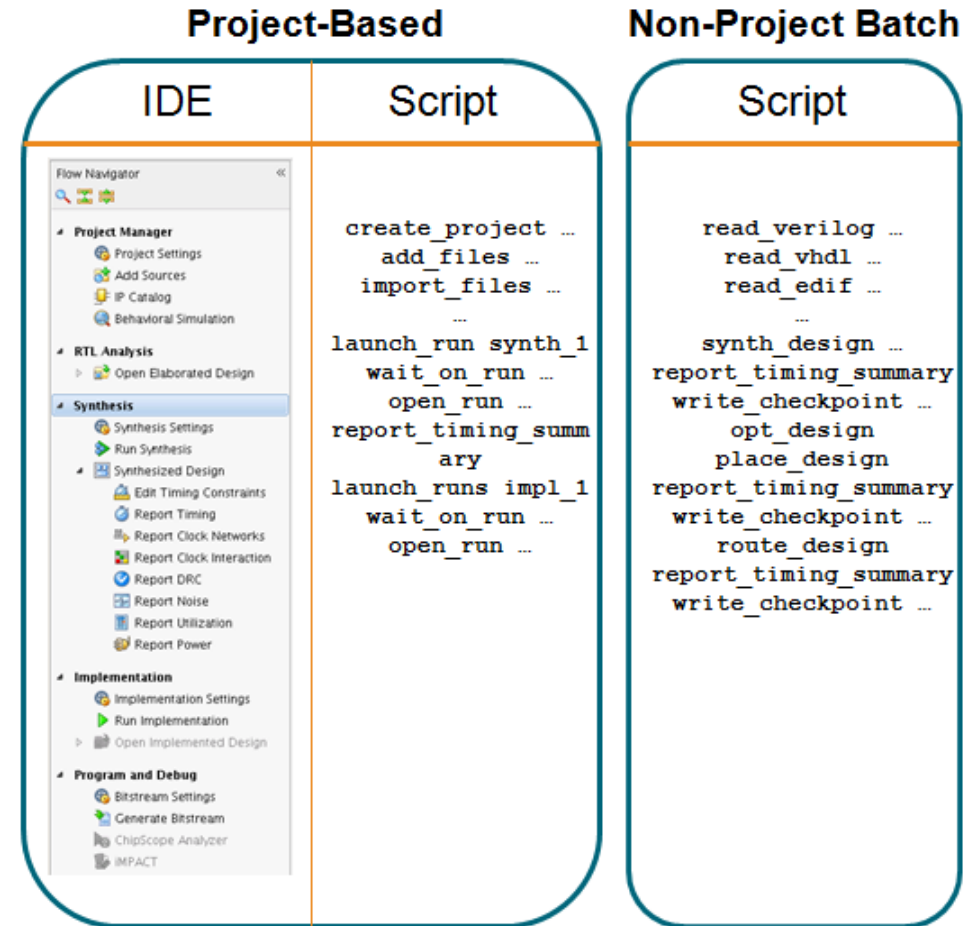 Project-Based
Non-Project Batch
IDE
Script
Script
Flow Navigator
«
Project Manager
Project Settings
Add Sources
IP Catalog
Behavioral Simulation
RTL Analysis
Open Elaborated Design
Synthesis
Synthesis Settings
Run Synthesis
Synthesized Design
Edit Timing Constraints
Report Timing
Report Clock Networks
Report Clock Interaction
Report DRC
Report Noise
Report Utilization
Report Power
Implementation
Implementation Settings
Run Implementation
Open Implemented Design
Program and Debug
Bitstream Settings
Generate Bitstream
ChipScope Analyzer
iMPACT
create_project …
add_files …
import_files …
…
launch_run synth_1
wait_on_run …
open_run …
report_timing_summ
ary
launch_runs impl_1
wait_on_run …
open_run …
read_verilog …
read_vhdl …
read_edif …
…
synth_design …
report_timing_summary
write_checkpoint …
opt_design
place_design
report_timing_summary
write_checkpoint …
route_design
report_timing_summary
write_checkpoint …